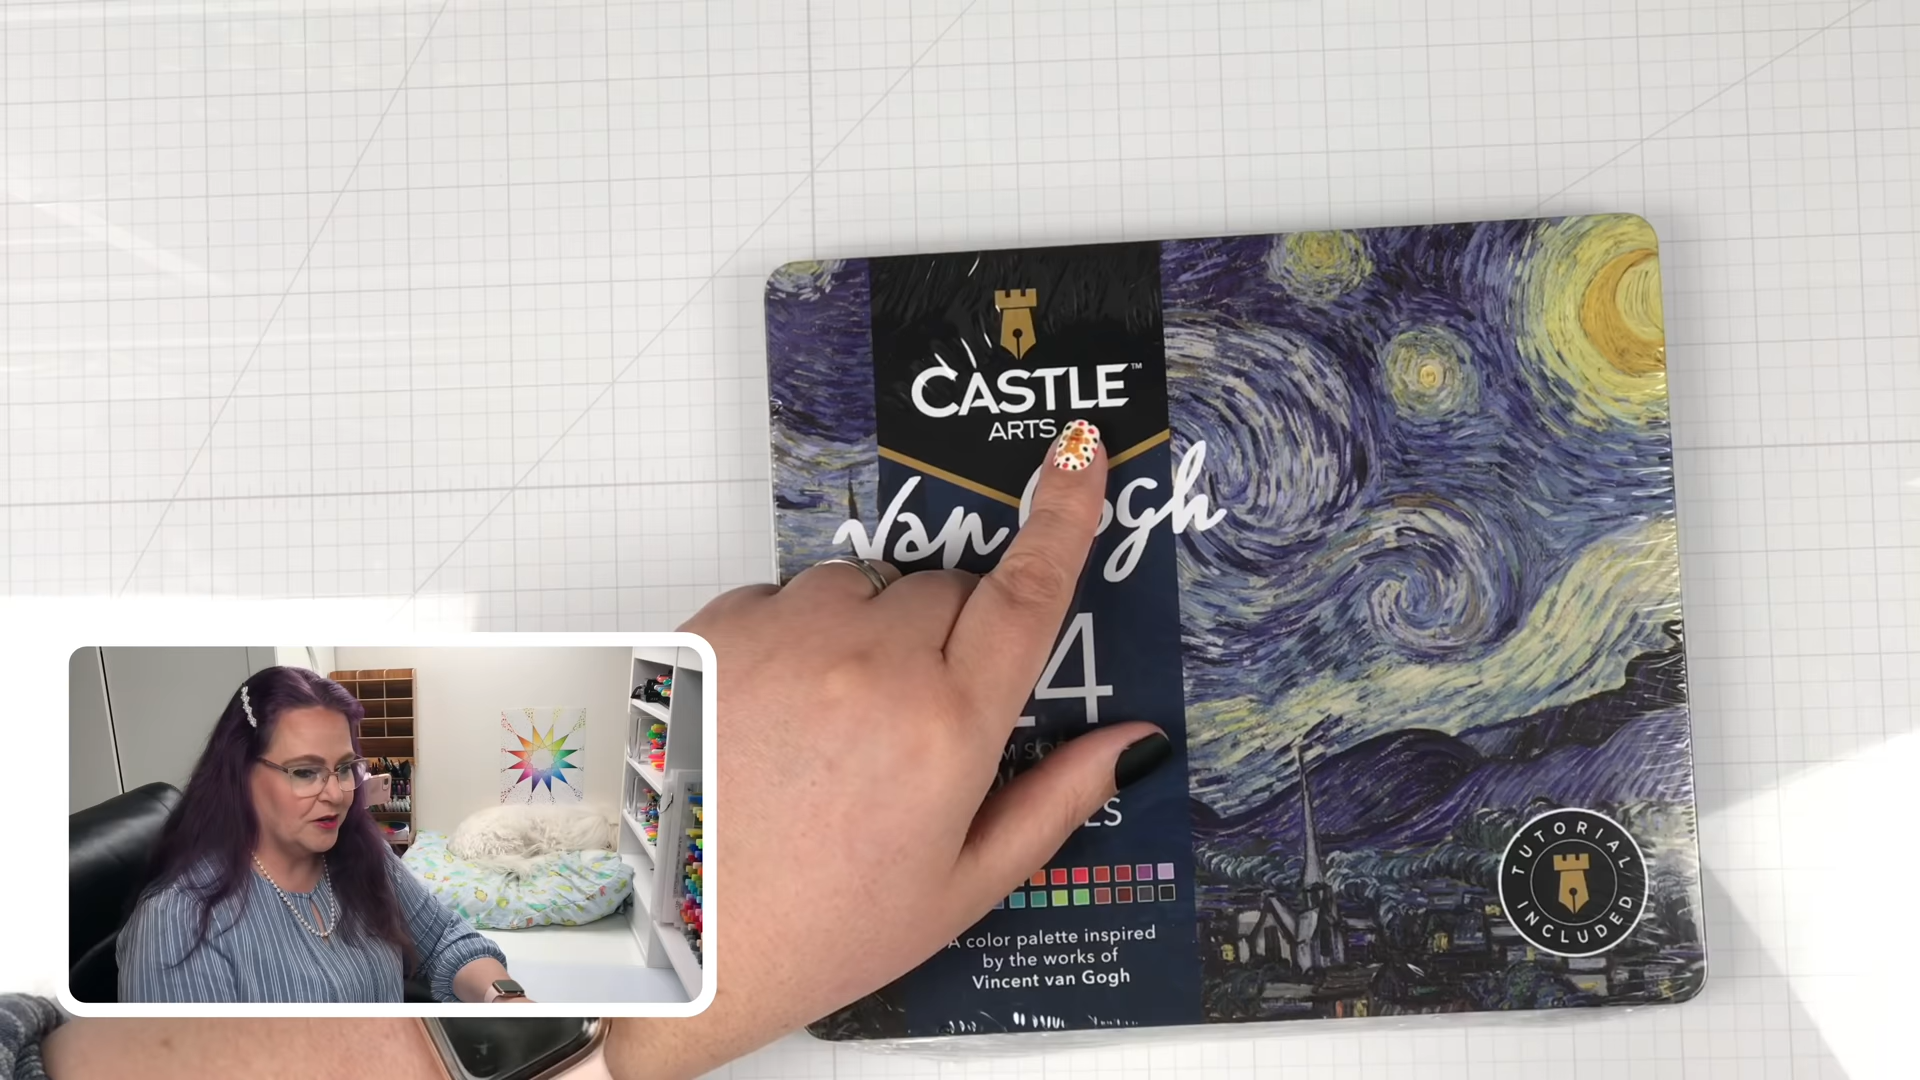 CASTLE™
ARTS
Van Gogh
A color palette inspired
by the works of
Vincent van Gogh
TUTORIAL
INCLUDED